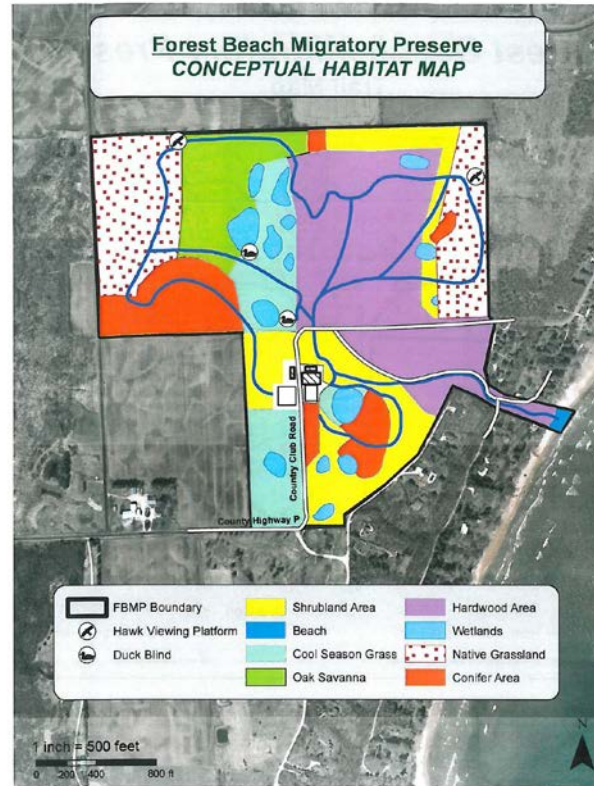 Forest Beach Migratory Preserve
CONCEPTUAL HABITAT MAP
Country Club Road
County Highway P
FBMP Boundary
Hawk Viewing Platform
Duck Blind
Shrubland Area
Beach
Cool Season Grass
Oak Savanna
Hardwood Area
Wetlands
Native Grassland
Conifer Area
1 inch = 500 feet
0 200 400 800 ft
N